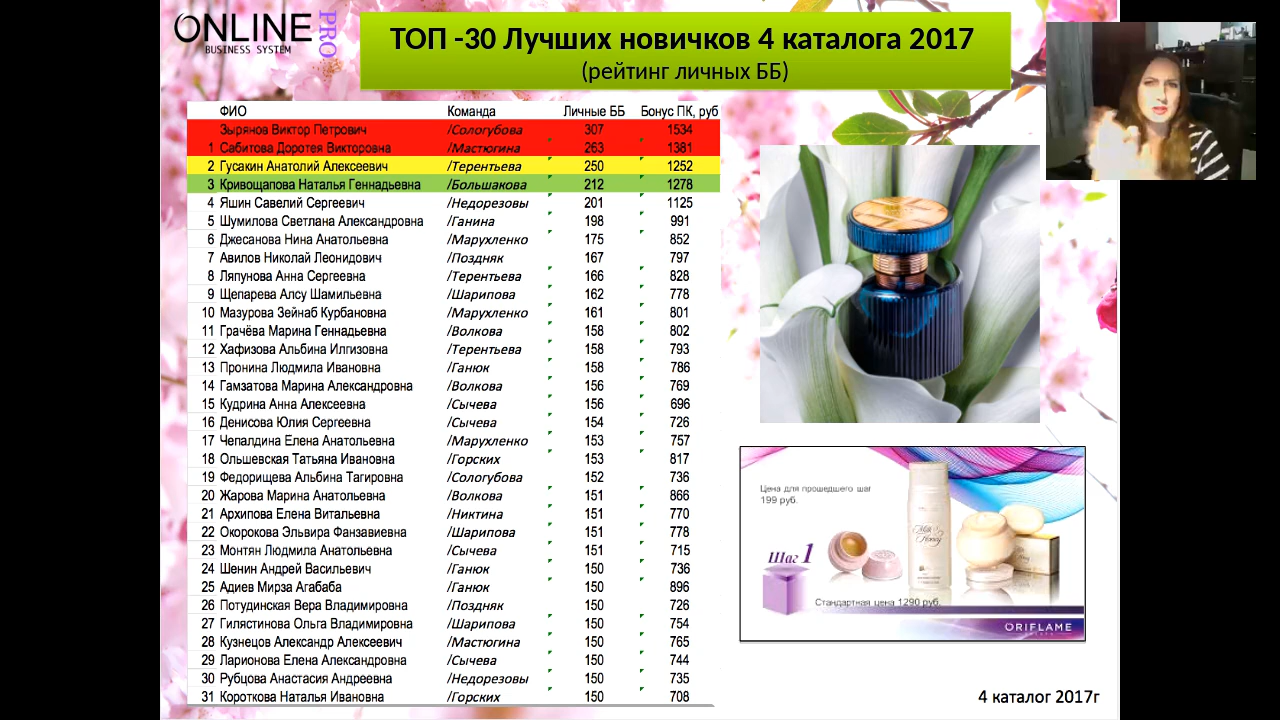 ONLINE PRO
BUSINESS SYSTEM
ТОП -30 Лучших новичков 4 каталога 2017
(рейтинг личных ББ)
ФИО Команда Личные ББ Бонус ПК, руб
Зырянов Виктор Петрович /Сологубова 307 1534
1 Сабитова Доротея Викторовна /Мастюгина 263 1381
2 Гусакин Анатолий Алексеевич /Терентьева 250 1252
3 Кривощапова Наталья Геннадьевна /Большакова 212 1278
4 Яшин Савелий Сергеевич /Недорезовы 201 1125
5 Шумилова Светлана Александровна /Ганина 198 991
6 Джесанова Нина Анатольевна /Марухленко 175 852
7 Авилов Николай Леонидович /Поздняк 167 797
8 Ляпунова Анна Сергеевна /Терентьева 166 828
9 Щепарева Алсу Шамильевна /Шарипова 162 778
10 Мазурова Зейнаб Курбановна /Марухленко 161 801
11 Грачёва Марина Геннадьевна /Волкова 158 802
12 Хафизова Альбина Илгизовна /Терентьева 158 793
13 Пронина Людмила Ивановна /Ганюк 158 786
14 Гамзатова Марина Александровна /Волкова 156 769
15 Кудрина Анна Алексеевна /Сычева 156 696
16 Денисова Юлия Сергеевна /Сычева 154 726
17 Чепалдина Елена Анатольевна /Марухленко 153 757
18 Ольшевская Татьяна Ивановна /Горских 153 817
19 Федорищева Альбина Тагировна /Сологубова 152 736
20 Жарова Марина Анатольевна /Волкова 151 866
21 Архипова Елена Витальевна /Никтина 151 770
22 Окорокова Эльвира Фанзавиевна /Шарипова 151 778
23 Монтян Людмила Анатольевна /Сычева 151 715
24 Шенин Андрей Васильевич /Ганюк 150 736
25 Адиев Мирза Агабаба /Ганюк 150 896
26 Потудинская Вера Владимировна /Поздняк 150 726
27 Гилястинова Ольга Владимировна /Шарипова 150 754
28 Кузнецов Александр Алексеевич /Мастюгина 150 765
29 Ларионова Елена Александровна /Сычева 150 744
30 Рубцова Анастасия Андреевна /Недорезовы 150 735
31 Короткова Наталья Ивановна /Горских 150 708
Цена для прошедшего шаг
199 руб.
Milk &
Honey
Шаг 1
Стандартная цена 1290 руб.
ORIFLAME
4 каталог 2017г